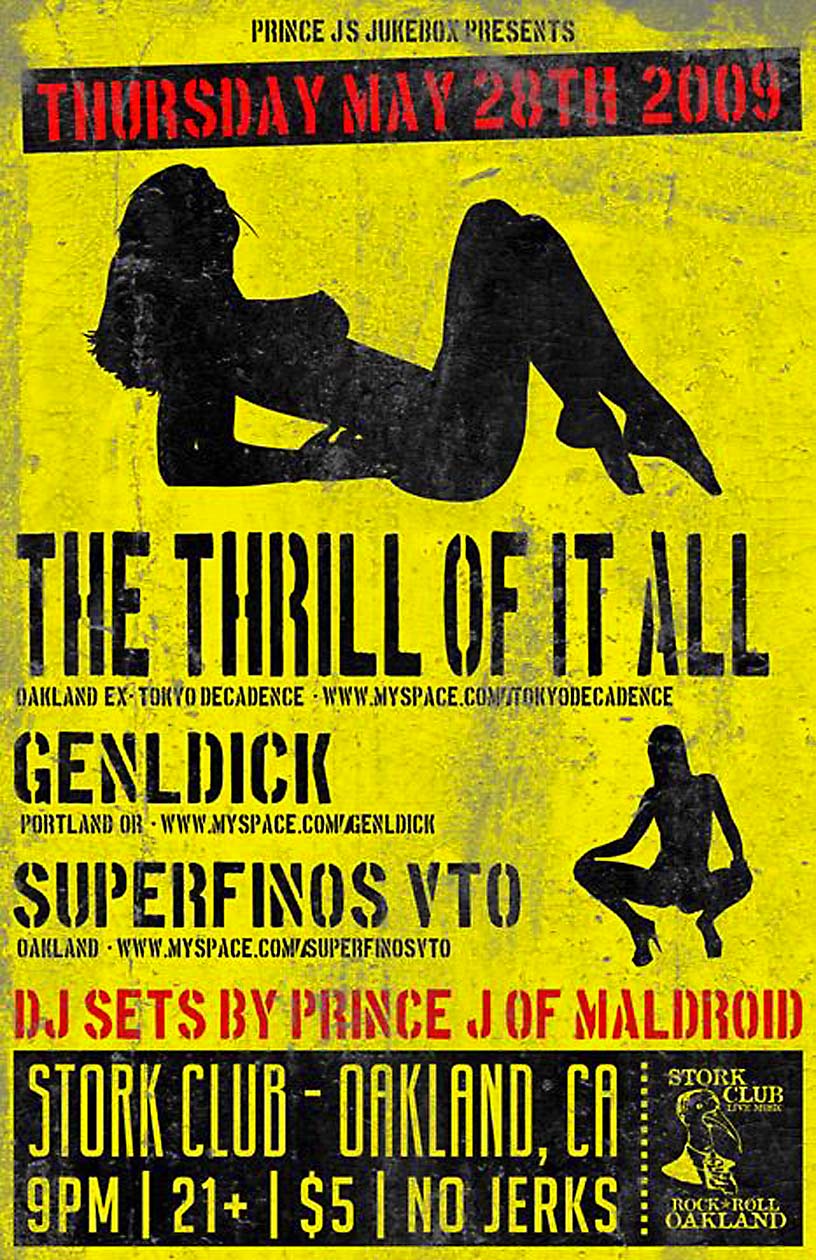 PRINCE JS JUKEBOX PRESENTS
THURSDAY MAY 28TH 2009
THE THRILL OF IT ALL
OAKLAND EX-TOKYO DECADENCE · WWW.MYSPACE.COM/TOKYODECADENCE
GENLDICK
PORTLAND OR · WWW.MYSPACE.COM/GENLDICK
SUPERFINOS VTO
OAKLAND · WWW.MYSPACE.COM/SUPERFINOSVTO
DJ SETS BY PRINCE J OF MALDROID
STORK CLUB - OAKLAND, CA
9PM | 21+ | $5 | NO JERKS
STORK
CLUB
LIVE MUSIC
ROCK★ROLL
OAKLAND